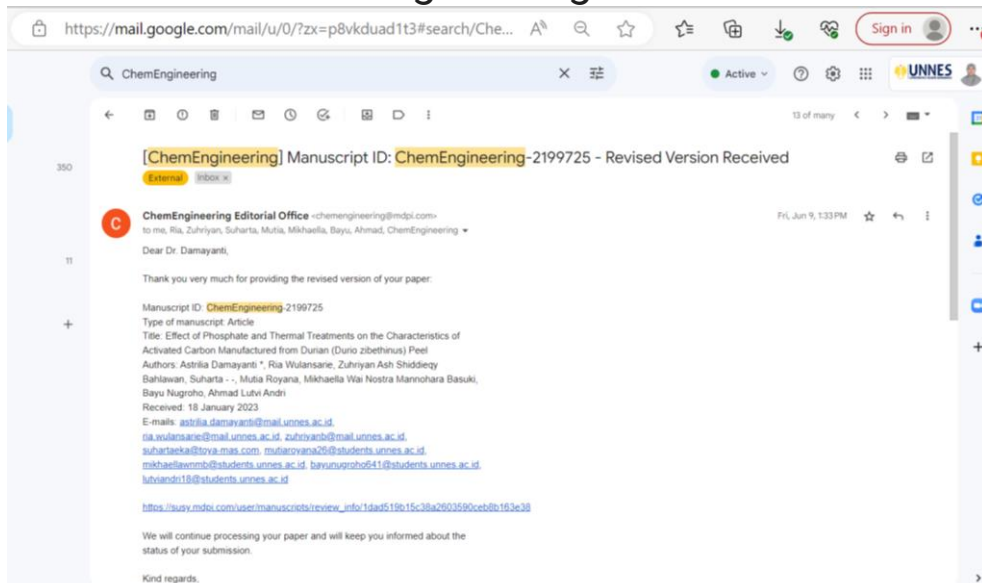 https://mail.google.com/mail/u/0/?zx=p8vkduad1t3#search/Che...
Sign in
ChemEngineering
Active
UNNES
13 of many
350
[ChemEngineering] Manuscript ID: ChemEngineering-2199725 - Revised Version Received
External
Inbox x
C
ChemEngineering Editorial Office <chemengineering@mdpi.com>
Fri, Jun 9, 1:33 PM
to me, Ria, Zuhriyan, Suharta, Mutia, Mikhaella, Bayu, Ahmad, ChemEngineering
Dear Dr. Damayanti,
11
Thank you very much for providing the revised version of your paper:
Manuscript ID: ChemEngineering-2199725
Type of manuscript: Article
Title: Effect of Phosphate and Thermal Treatments on the Characteristics of
Activated Carbon Manufactured from Durian (Durio zibethinus) Peel
Authors: Astrilia Damayanti *, Ria Wulansarie, Zuhriyan Ash Shiddieqy
Bahlawan, Suharta - -, Mutia Royana, Mikhaella Wai Nostra Mannohara Basuki,
Bayu Nugroho, Ahmad Lutvi Andri
Received: 18 January 2023
E-mails: astrilia.damayanti@mail.unnes.ac.id,
ria.wulansarie@mail.unnes.ac.id, zuhriyanb@mail.unnes.ac.id,
suhartaeka@toya-mas.com, mutiaroyana26@students.unnes.ac.id,
mikhaellawnmb@students.unnes.ac.id, bayunugroho641@students.unnes.ac.id,
lutviandri18@students.unnes.ac.id
https://susy.mdpi.com/user/manuscripts/review_info/1dad519b15c38a2603590ceb8b163e38
We will continue processing your paper and will keep you informed about the
status of your submission.
Kind regards,